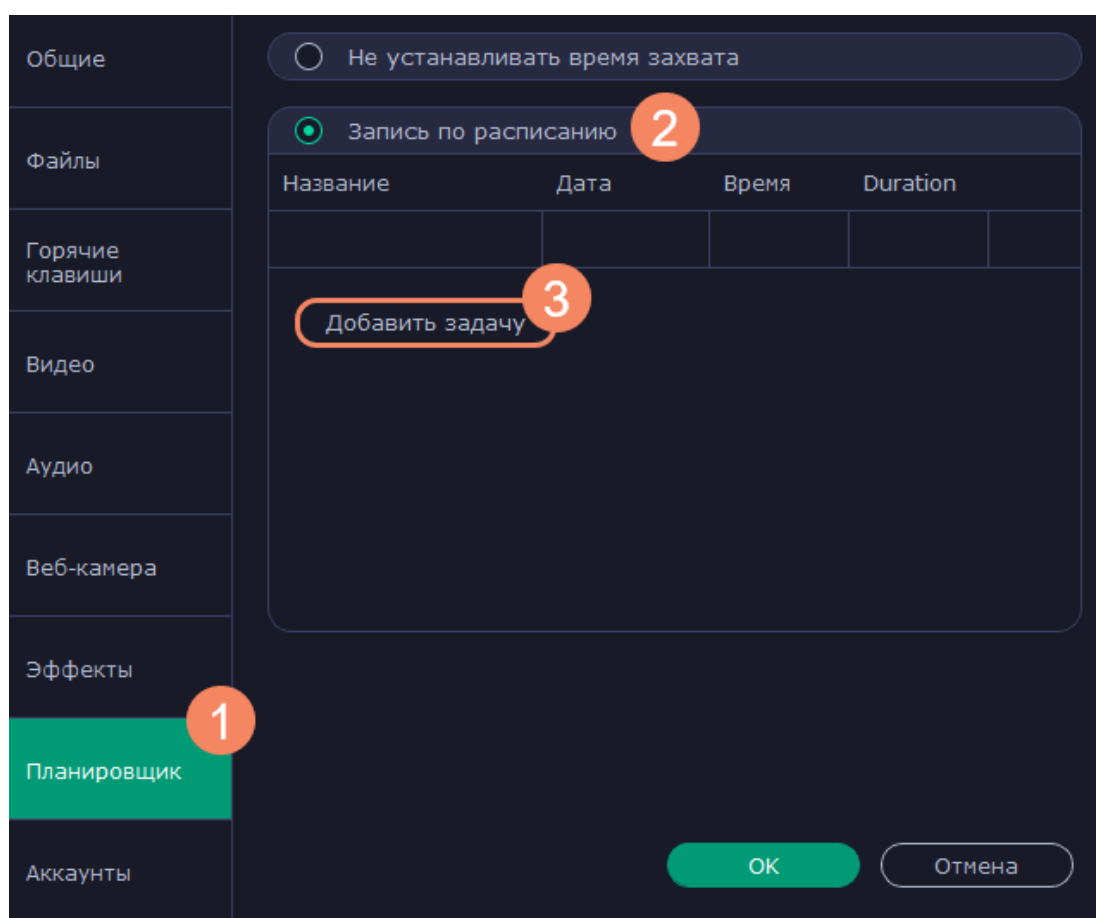 Общие
Файлы
Горячие
клавиши
Видео
Аудио
Веб-камера
Эффекты
1
Планировщик
Аккаунты
Не устанавливать время захвата
Запись по расписанию 2
Название Дата Время Duration
3
Добавить задачу
OK Отмена